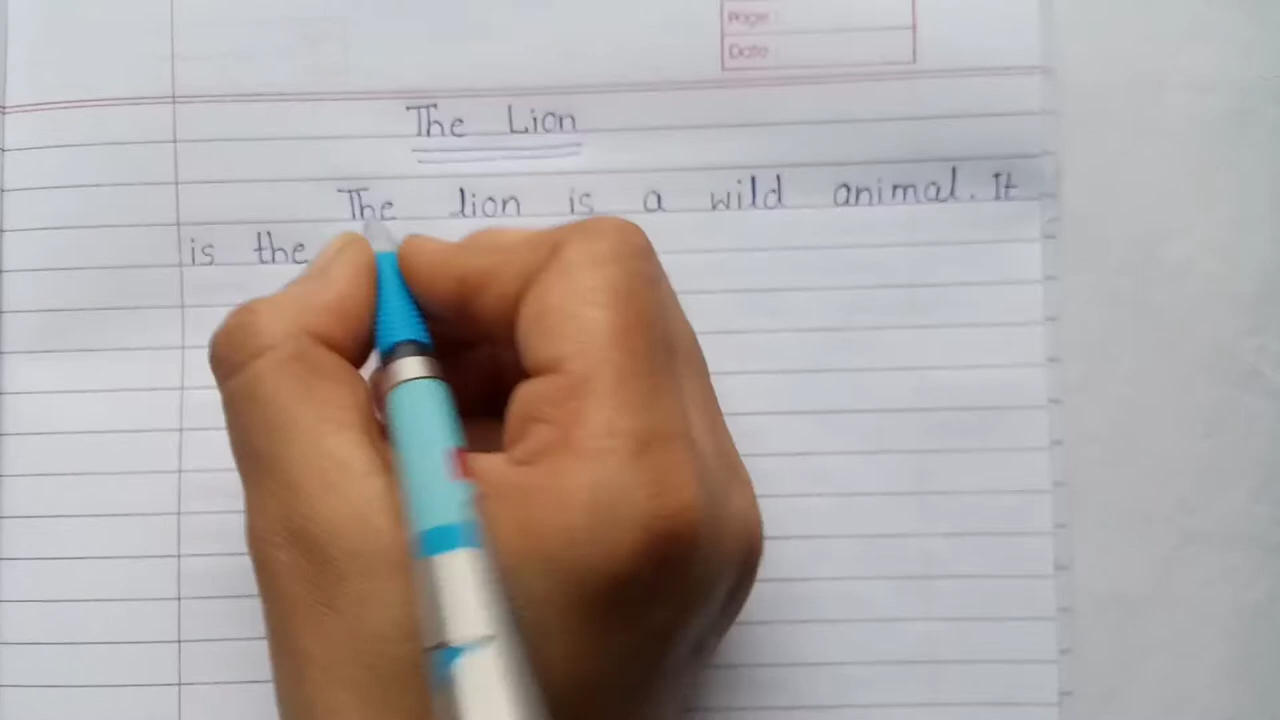 Page :
Date :
The Lion
The lion is a wild animal. It
is the